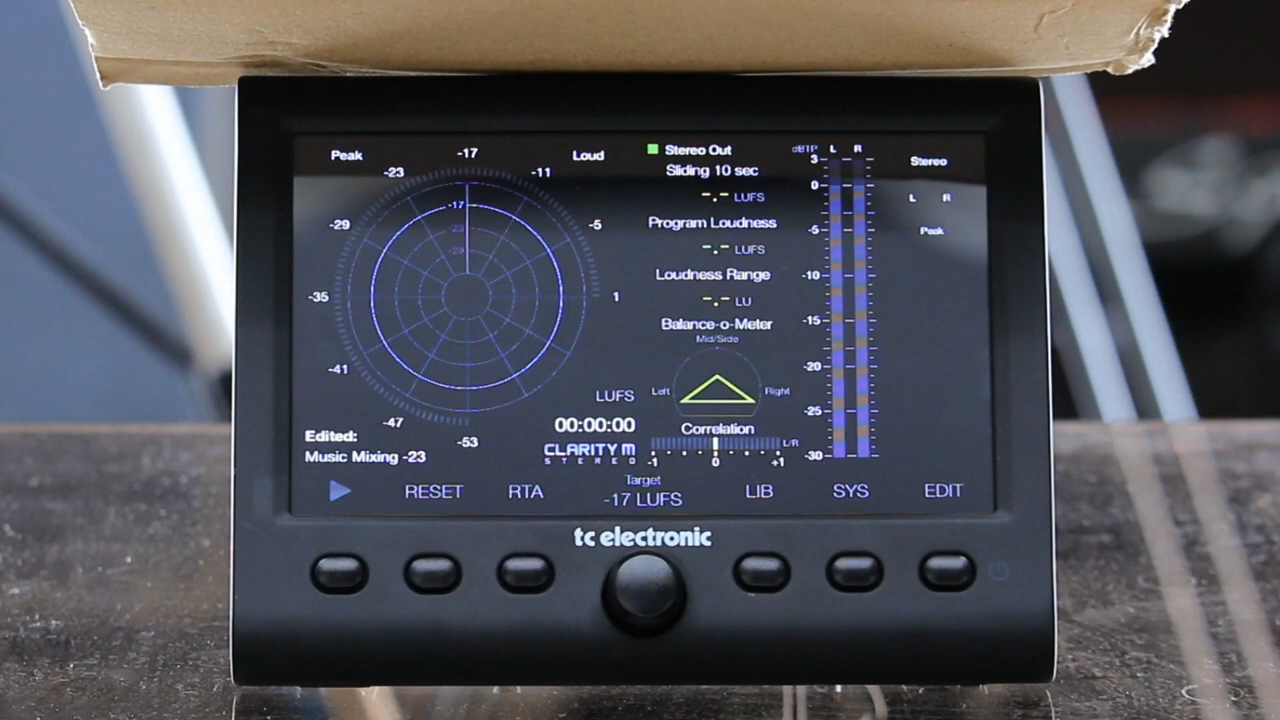 Peak
-17
Loud
-23
-11
-29
-5
-35
1
-41
-47
-53
-17
-23
-29
LUFS
00:00:00
CLARITY M
STEREO
Edited:
Music Mixing -23
Stereo Out
Sliding 10 sec
-.- LUFS
Program Loudness
-.- LUFS
Loudness Range
-.- LU
Balance-o-Meter
Mid/Side
Left Right
Correlation
L/R
-1 0 +1
dBTP L R
3
0
-5
-10
-15
-20
-25
-30
Stereo
L R
Peak
RESET RTA Target LIB SYS EDIT
-17 LUFS
tc electronic